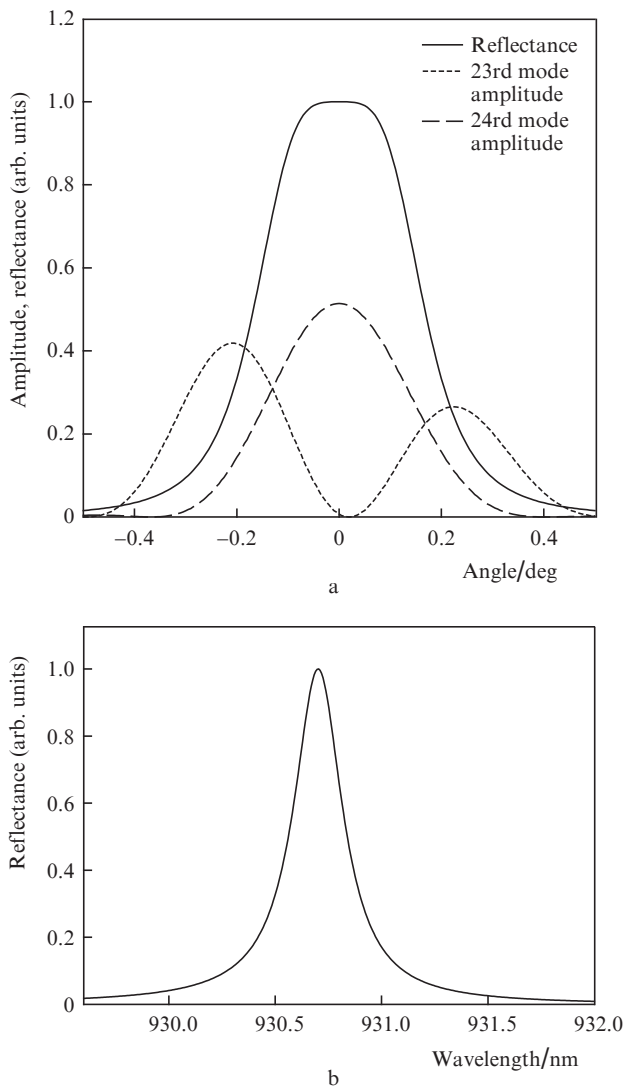 1.2
1.0
0.8
0.6
0.4
0.2
0
Amplitude, reflectance (arb. units)
Reflectance
23rd mode
amplitude
24rd mode
amplitude
−0.4
−0.2
0
0.2
0.4
Angle/deg
a
1.0
0.8
0.6
0.4
0.2
0
Reflectance (arb. units)
930.0
930.5
931.0
931.5
932.0
Wavelength/nm
b